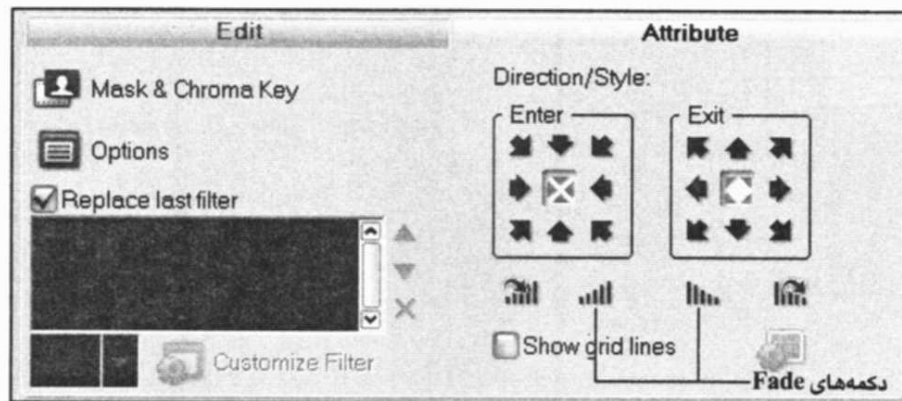 Edit
Attribute
Mask & Chroma Key
Options
Replace last filter
Customize Filter
Direction/Style:
Enter
Exit
Show grid lines
دکمه‌های Fade